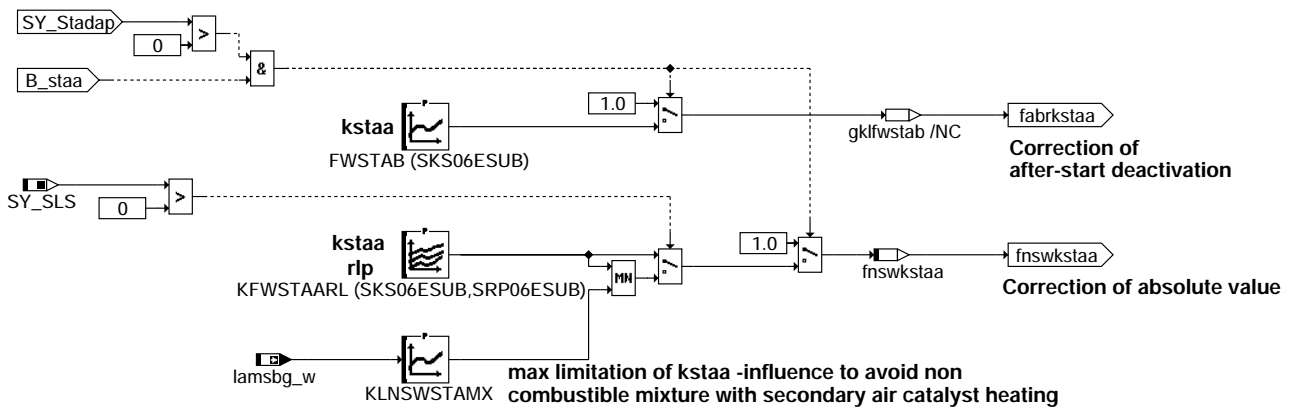 SY_Stadap
>
0
B_staa
&
P
kstaa
FWSTAB (SKS06ESUB)
1.0
gklfwstab /NC
fabrkstaa
Correction of
after-start deactivation
SY_SLS
>
0
P
kstaa
rlp
KFWSTAARL (SKS06ESUB,SRP06ESUB)
MN
1.0
fnswkstaa
fnswkstaa
Correction of absolute value
lamsbg_w
P
KLNSWSTAMX
max limitation of kstaa -influence to avoid non
combustible mixture with secondary air catalyst heating